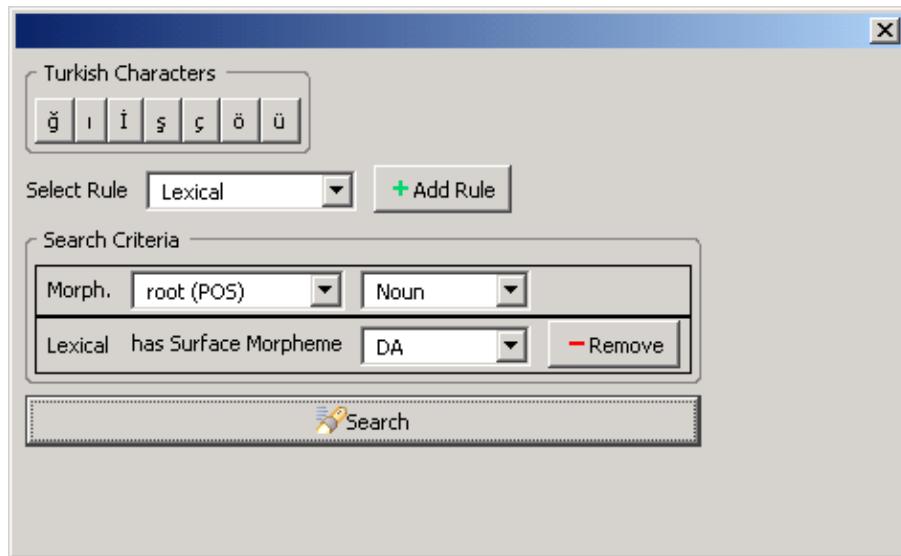 Turkish Characters
ğ ı İ ş ç ö ü
Select Rule Lexical +Add Rule
Search Criteria
Morph. root (POS) Noun
Lexical has Surface Morpheme DA Remove
Search